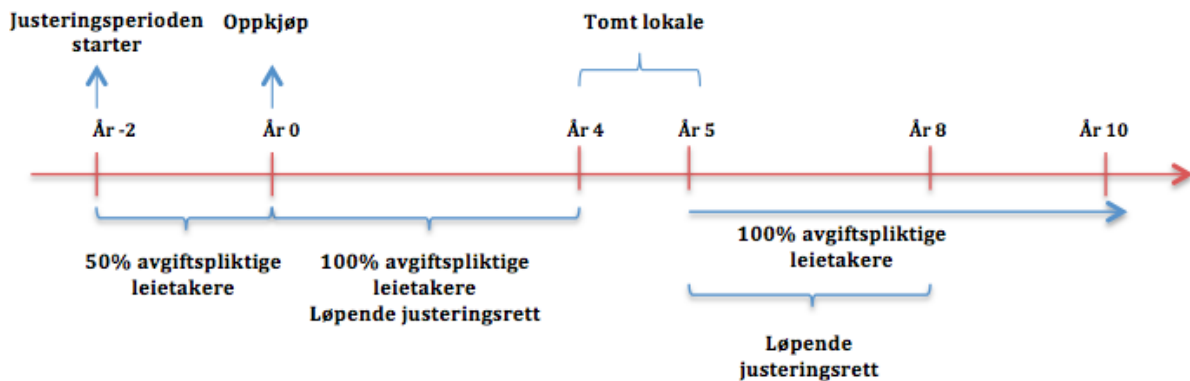 Justeringsperioden
starter
Oppkjøp
Tomt lokale
År -2
År 0
År 4
År 5
År 8
År 10
50% avgiftspliktige
leietakere
100% avgiftspliktige
leietakere
Løpende justeringsrett
100% avgiftspliktige
leietakere
Løpende
justeringsrett